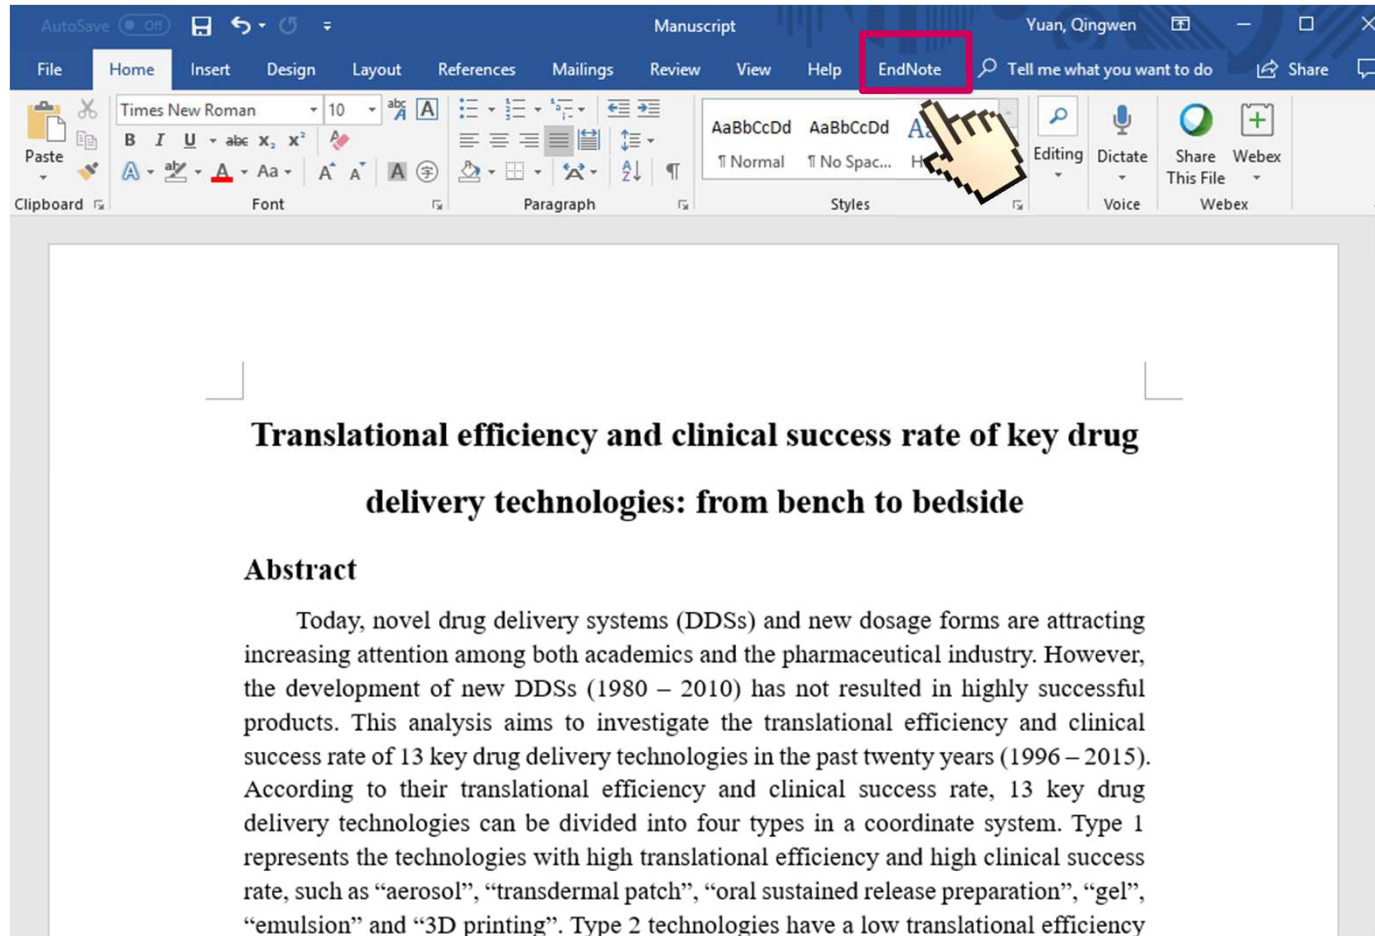 AutoSave Off Manuscript Yuan, Qingwen
File Home Insert Design Layout References Mailings Review View Help EndNote Tell me what you want to do Share
Times New Roman 10 abc A A
B I U abc X₂ X² A
Paste
A aby A Aa A A A 字
Clipboard Font Paragraph
AaBbCcDd AaBbCcDd
¶ Normal ¶ No Spac...
Styles
Editing Dictate Share This File Webex
Voice Webex
Translational efficiency and clinical success rate of key drug
delivery technologies: from bench to bedside
Abstract
Today, novel drug delivery systems (DDSs) and new dosage forms are attracting
increasing attention among both academics and the pharmaceutical industry. However,
the development of new DDSs (1980 – 2010) has not resulted in highly successful
products. This analysis aims to investigate the translational efficiency and clinical
success rate of 13 key drug delivery technologies in the past twenty years (1996 – 2015).
According to their translational efficiency and clinical success rate, 13 key drug
delivery technologies can be divided into four types in a coordinate system. Type 1
represents the technologies with high translational efficiency and high clinical success
rate, such as “aerosol”, “transdermal patch”, “oral sustained release preparation”, “gel”,
“emulsion” and “3D printing”. Type 2 technologies have a low translational efficiency